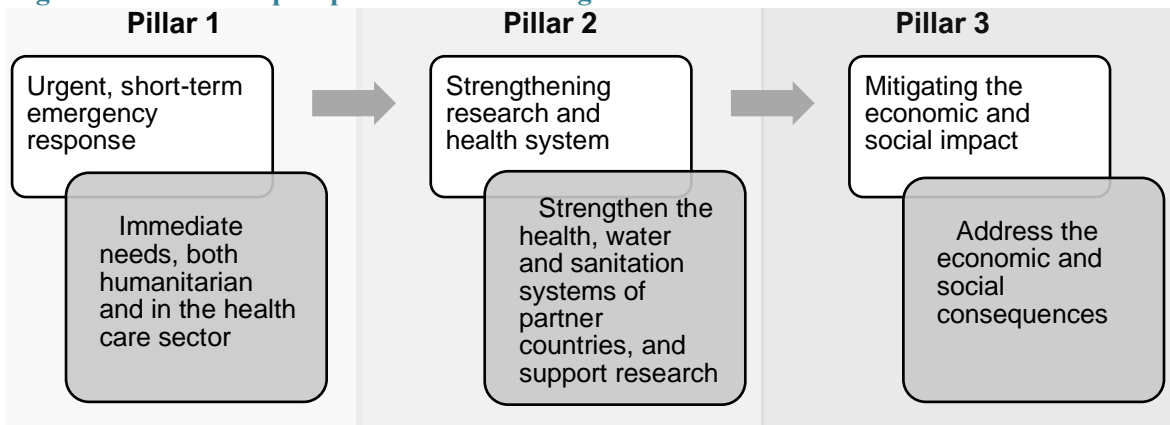 Pillar 1
Pillar 2
Pillar 3
Urgent, short-term
emergency
response
Immediate
needs, both
humanitarian
and in the health
care sector
Strengthening
research and
health system
Strengthen the
health, water
and sanitation
systems of
partner
countries, and
support research
Mitigating the
economic and
social impact
Address the
economic and
social
consequences